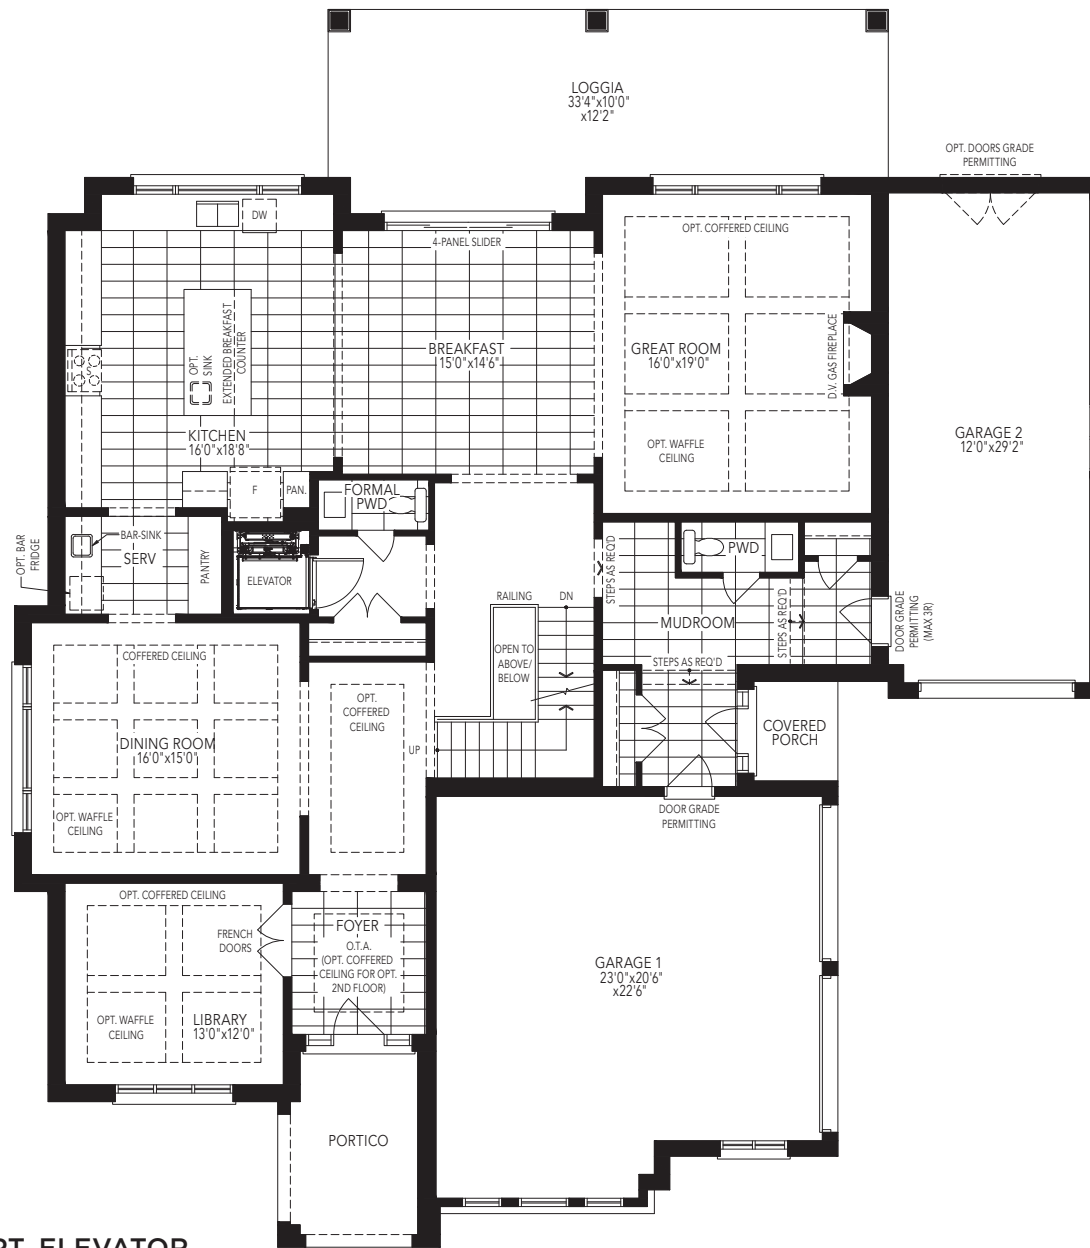 LOGGIA
33'4"x10'0"
x12'2"
OPT. DOORS GRADE
PERMITTING
DW
4-PANEL SLIDER
OPT. COFFERED CEILING
OPT.
SINK
EXTENDED BREAKFAST
COUNTER
S
BREAKFAST
15'0"x14'6"
GREAT ROOM
16'0"x19'0"
D.V. GAS FIREPLACE
GARAGE 2
12'0"x29'2"
KITCHEN
16'0"x18'8"
OPT. WAFFLE
CEILING
F
PAN.
FORMAL
PWD
OPT. BAR
FRIDGE
BAR-SINK
SERV
PANTRY
ELEVATOR
STEPS AS REQ'D
PWD
RAILING
DN
MUDROOM
STEPS AS REQ'D
DOOR GRADE
PERMITTING
(MAX 3R)
OPEN TO
ABOVE/
BELOW
STEPS AS REQ'D
COFFERED CEILING
OPT.
COFFERED
CEILING
DINING ROOM
16'0"x15'0"
UP
COVERED
PORCH
OPT. WAFFLE
CEILING
DOOR GRADE
PERMITTING
OPT. COFFERED CEILING
FRENCH
DOORS
FOYER
O.T.A.
(OPT. COFFERED
CEILING FOR OPT.
2ND FLOOR)
GARAGE 1
23'0"x20'6"
x22'6"
OPT. WAFFLE
CEILING
LIBRARY
13'0"x12'0"
PORTICO
PT. ELEVATOR